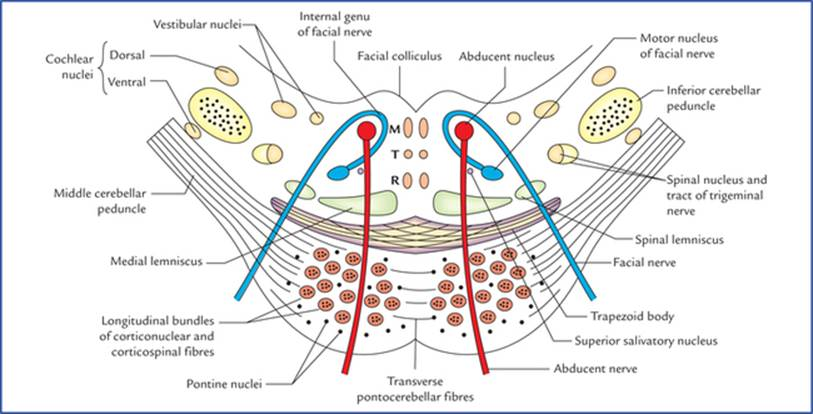 Vestibular nuclei
Internal genu
of facial nerve
Facial colliculus
Abducent nucleus
Motor nucleus
of facial nerve
Cochlear
nuclei
Dorsal
Ventral
Inferior cerebellar
peduncle
M
T
R
Middle cerebellar
peduncle
Spinal nucleus and
tract of trigeminal
nerve
Medial lemniscus
Spinal lemniscus
Facial nerve
Longitudinal bundles
of corticonuclear and
corticospinal fibres
Trapezoid body
Superior salivatory nucleus
Pontine nuclei
Transverse
pontocerebellar fibres
Abducent nerve